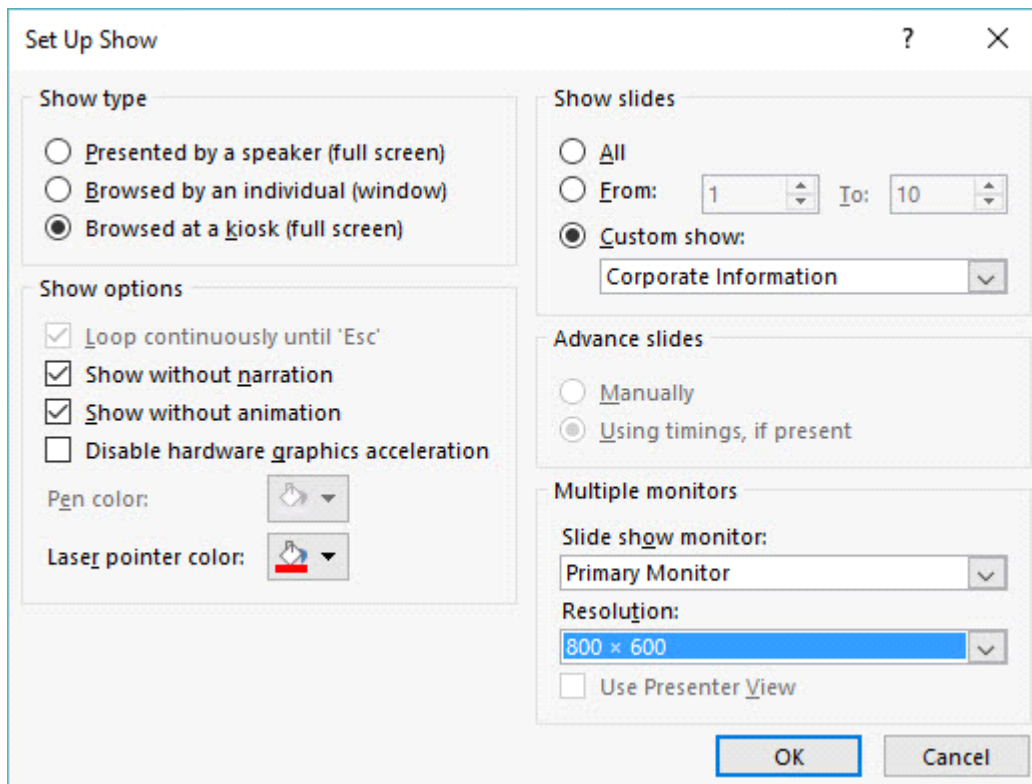 Set Up Show
Show type
Presented by a speaker (full screen)
Browsed by an individual (window)
Browsed at a kiosk (full screen)
Show options
Loop continuously until 'Esc'
Show without narration
Show without animation
Disable hardware graphics acceleration
Pen color:
Laser pointer color:
Show slides
All
From: 1 To: 10
Custom show:
Corporate Information
Advance slides
Manually
Using timings, if present
Multiple monitors
Slide show monitor:
Primary Monitor
Resolution:
800 × 600
Use Presenter View
OK Cancel